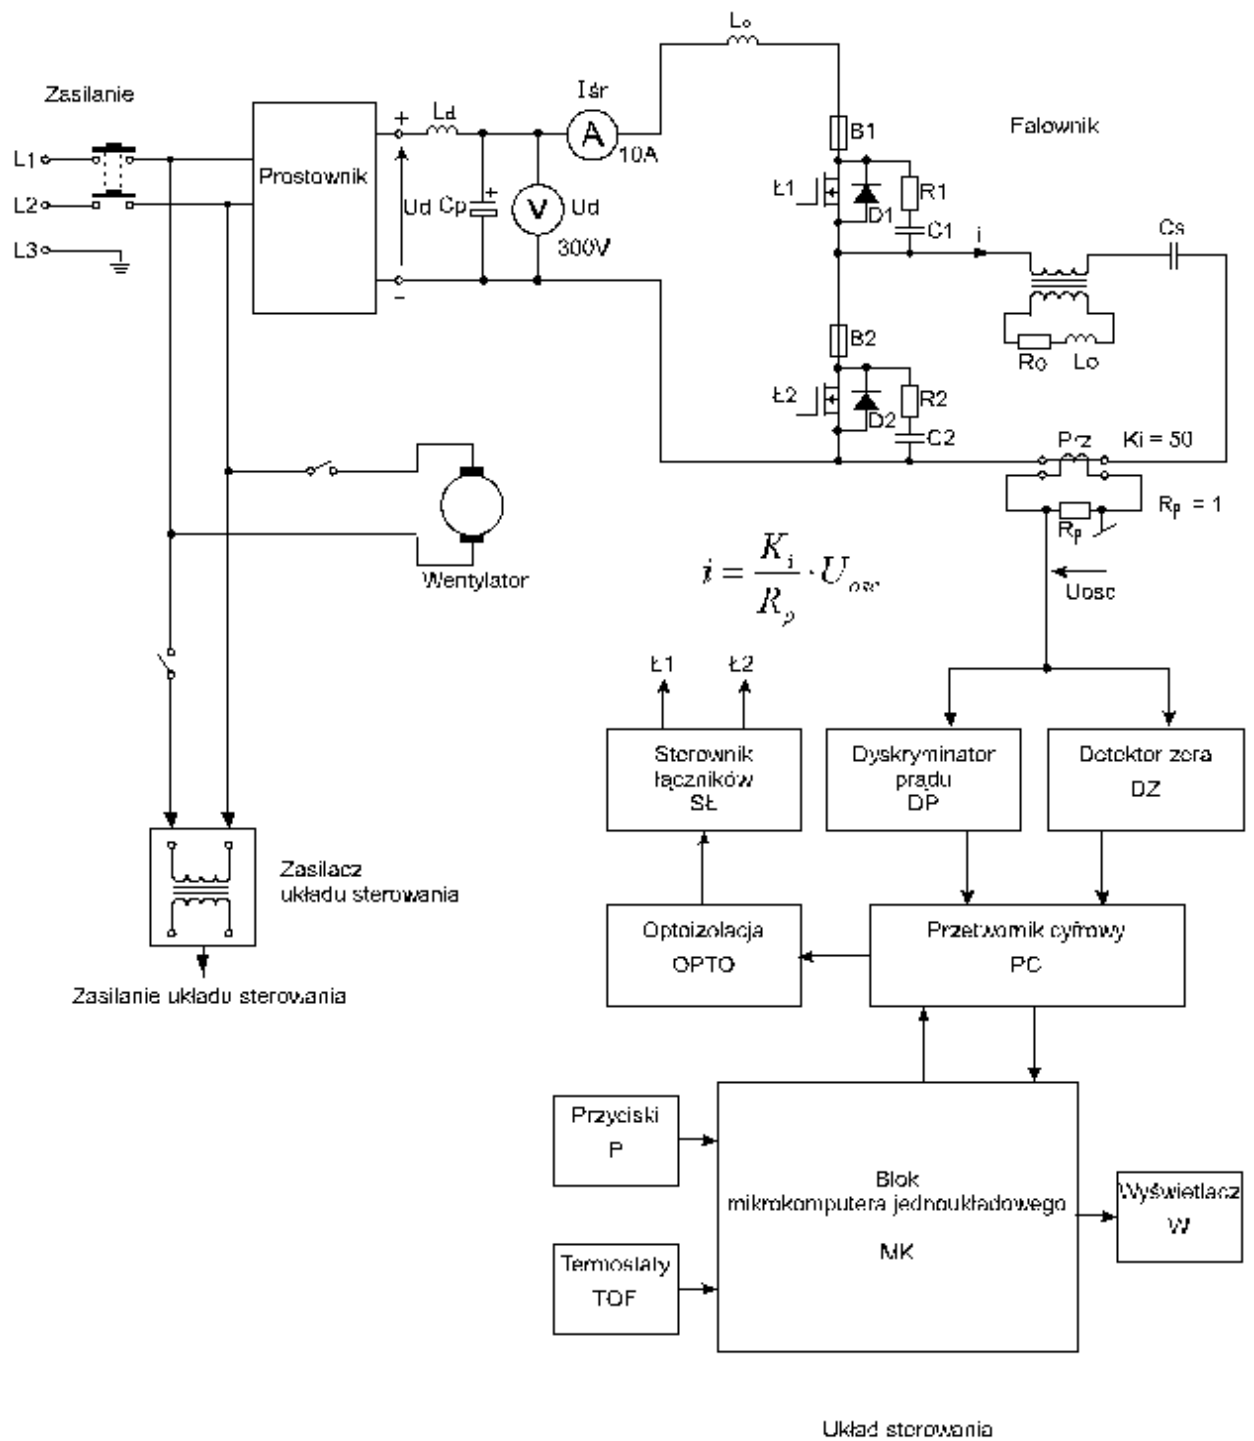 Lo
Zasilanie
Iśr
Ld
A
10A
B1
Falownik
L1
L2
L3
Prostownik
+
Ud
Cp
+
V
Ud
300V
-
Ł1
D1
R1
C1
i
Cs
B2
Ro
Lo
Ł2
D2
R2
C2
Prz
Ki = 50
Rp
Rp = 1
Uosc
i = Ki / Rp · Uosc
Wentylator
Ł1
Ł2
Sterownik
łączników
SŁ
Dyskryminator
prądu
DP
Detektor zera
DZ
Zasilacz
układu sterowania
Zasilanie układu sterowania
Optoizolacja
OPTO
Przetwornik cyfrowy
PC
Przyciski
P
Blok
mikrokomputera jednoukładowego
MK
Wyświetlacz
W
Termostaty
TOF
Układ sterowania